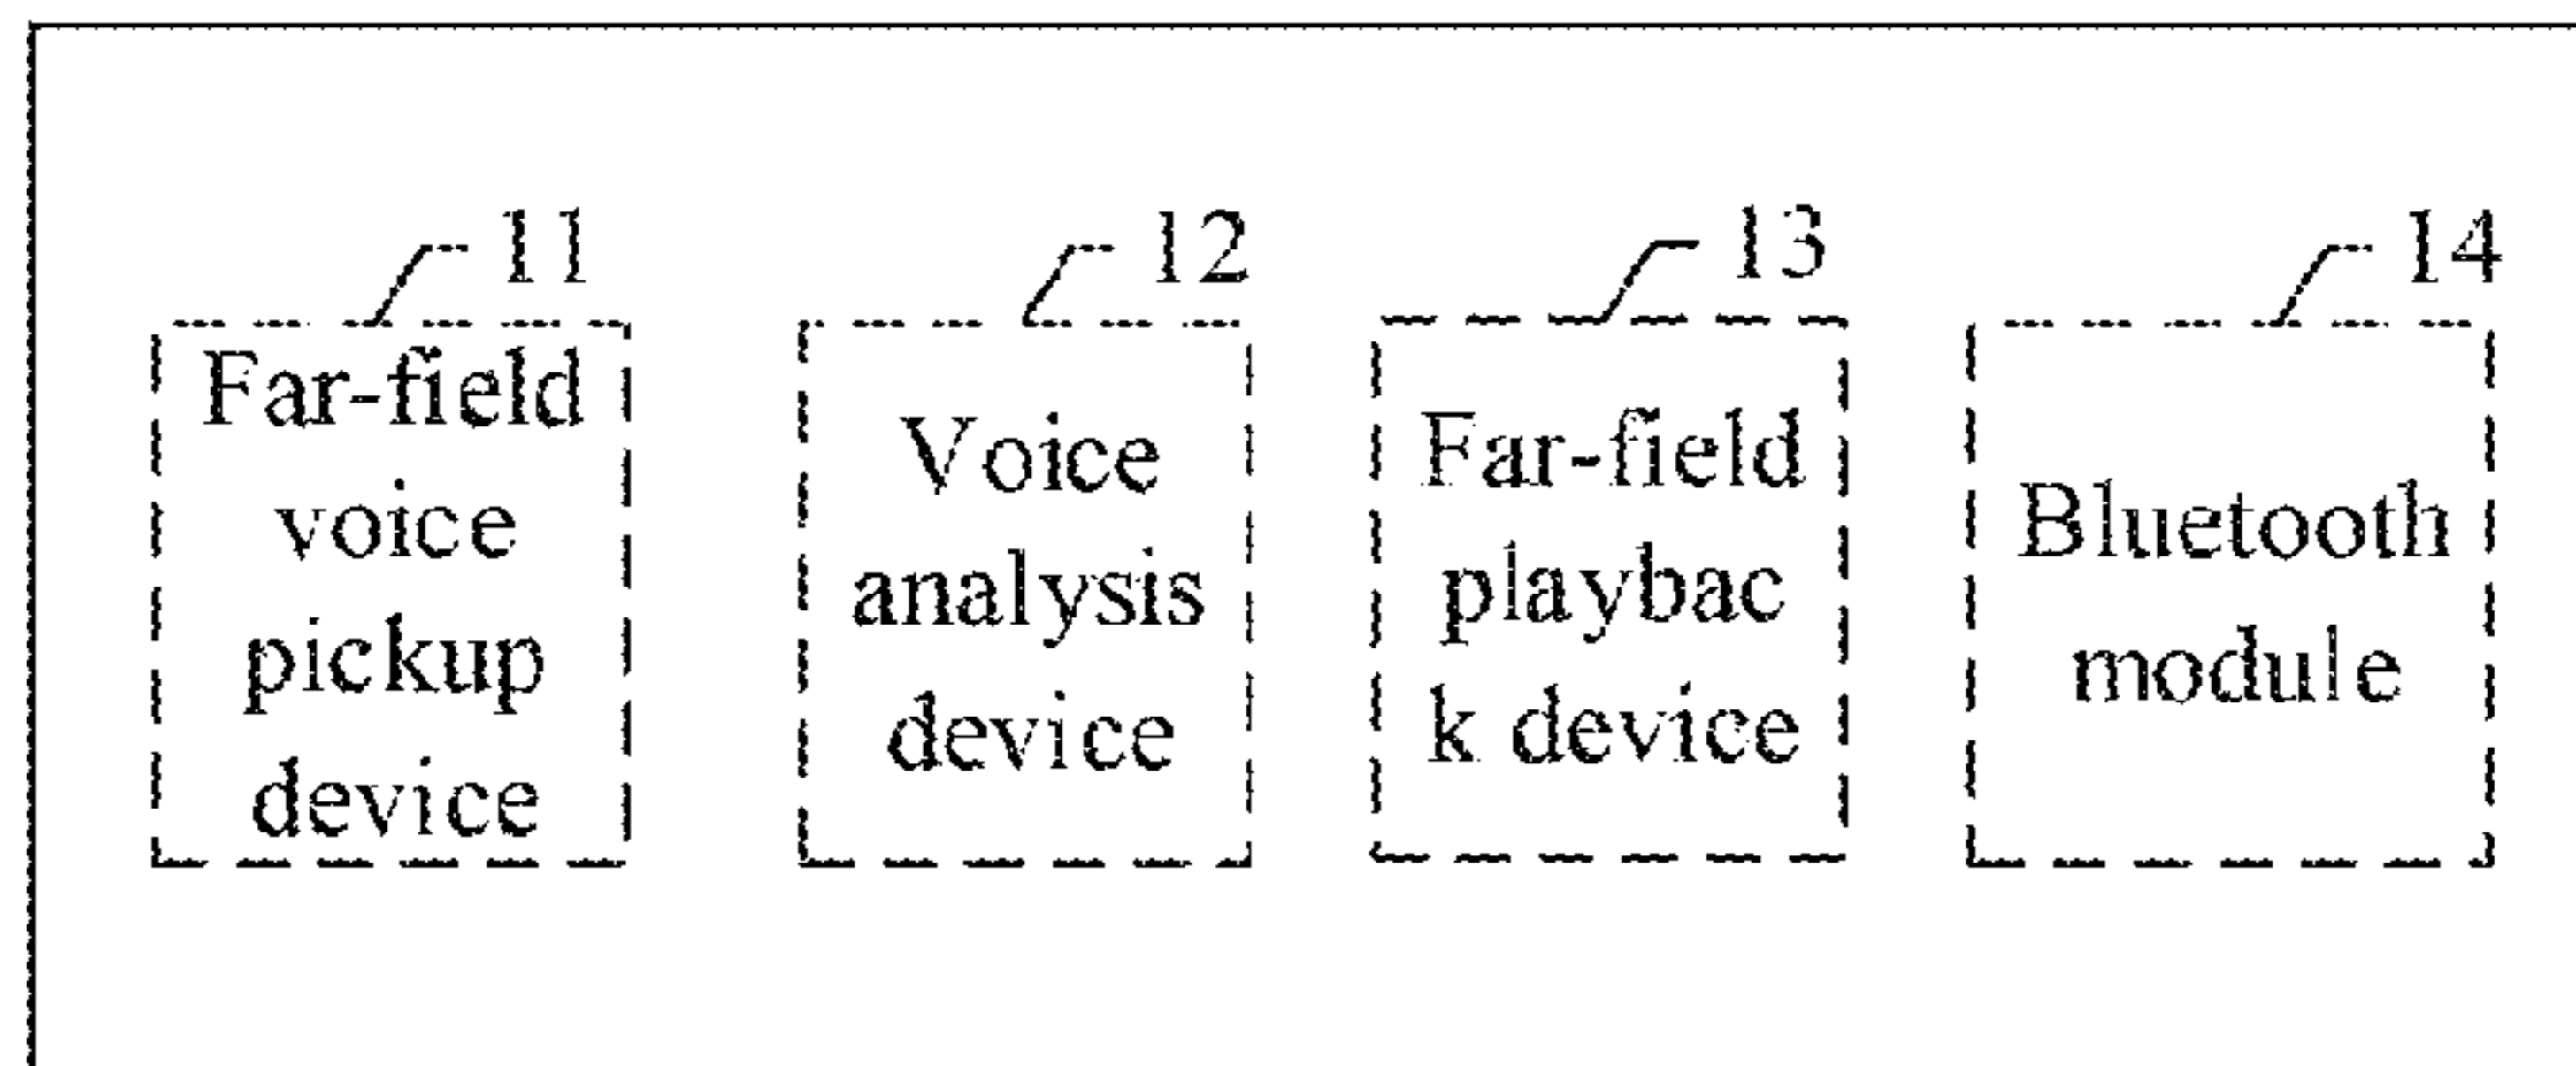 11
Far-field
voice
pickup
device
12
Voice
analysis
device
13
Far-field
playbac
k device
14
Bluetooth
module